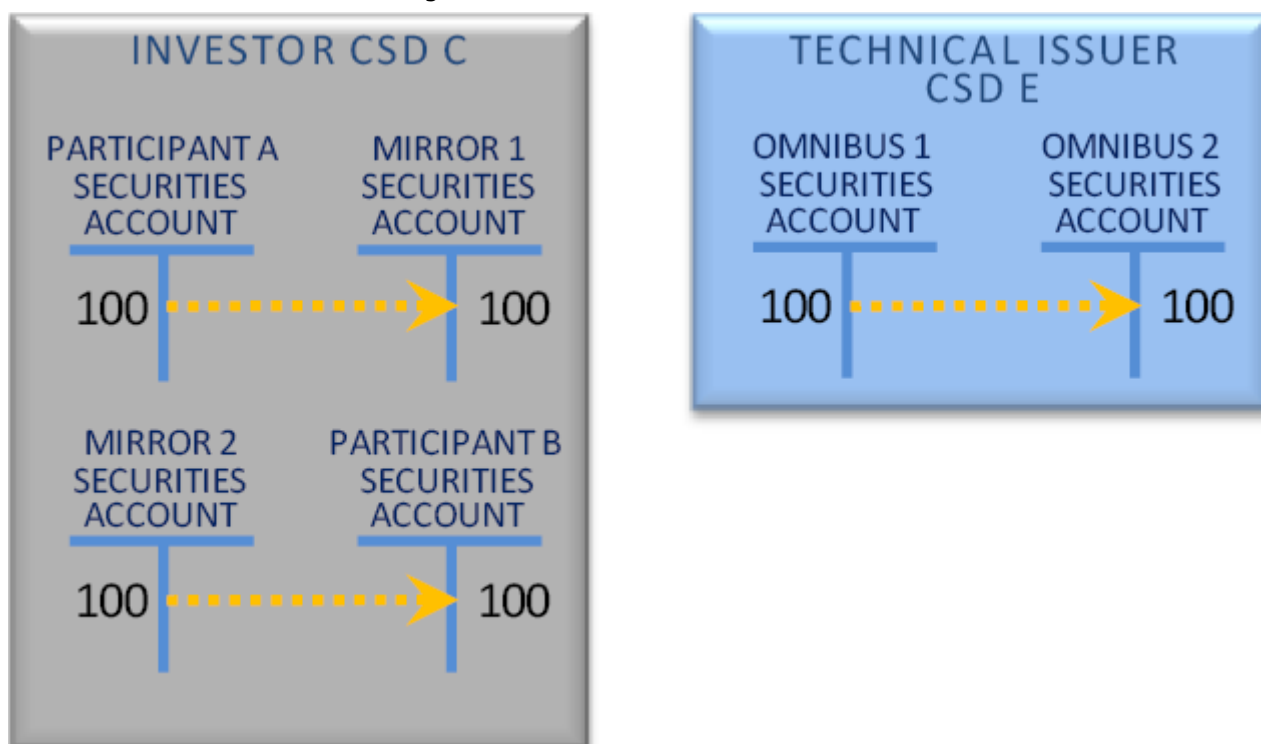 INVESTOR CSD C
PARTICIPANT A
SECURITIES
ACCOUNT
MIRROR 1
SECURITIES
ACCOUNT
100
100
MIRROR 2
SECURITIES
ACCOUNT
PARTICIPANT B
SECURITIES
ACCOUNT
100
100
TECHNICAL ISSUER
CSD E
OMNIBUS 1
SECURITIES
ACCOUNT
OMNIBUS 2
SECURITIES
ACCOUNT
100
100